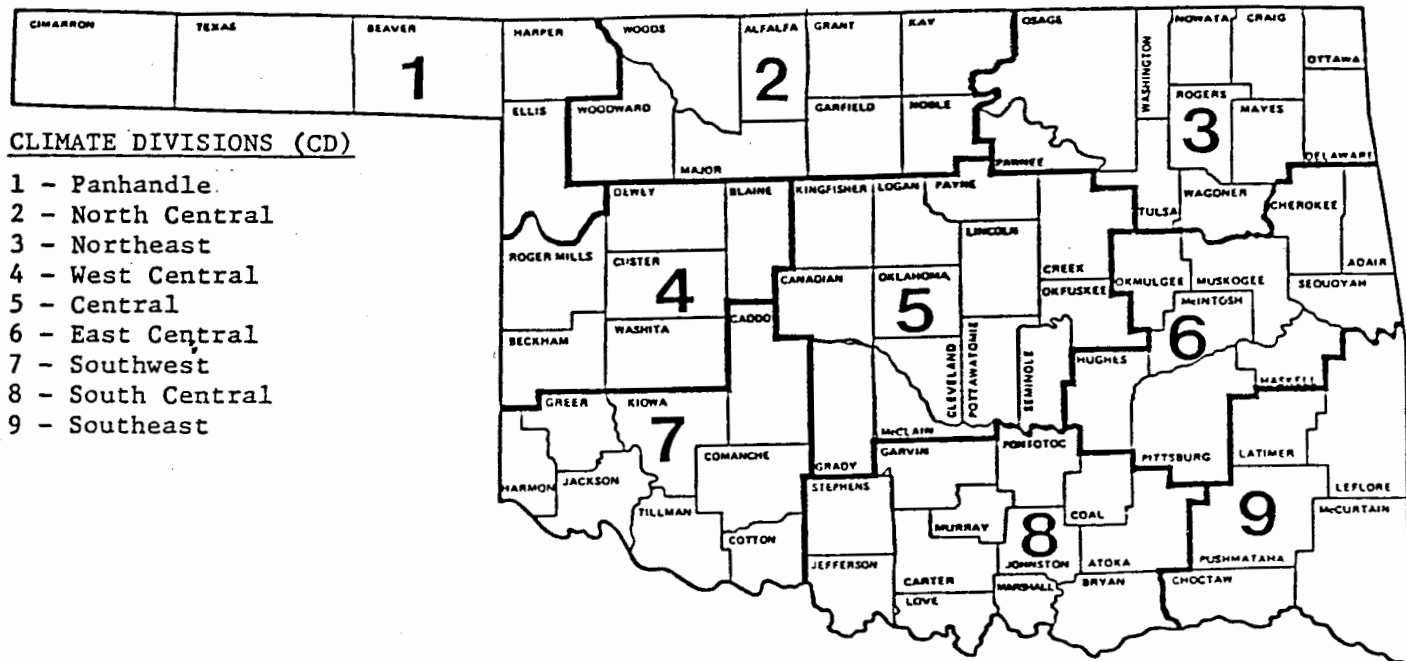 CIMARRON
TEXAS
BEAVER
HARPER
WOODS
ALFALFA
GRANT
KAY
OSAGE
WASHINGTON
NOWATA
CRAIG
OTTAWA
1
2
3
ELLIS
WOODWARD
MAJOR
GARFIELD
NOBLE
PAWNEE
ROGERS
MAYES
DELAWARE
CLIMATE DIVISIONS (CD)
1 - Panhandle
2 - North Central
3 - Northeast
4 - West Central
5 - Central
6 - East Central
7 - Southwest
8 - South Central
9 - Southeast
DEWEY
BLAINE
KINGFISHER
LOGAN
PAYNE
TULSA
WAGONER
CHEROKEE
ADAIR
ROGER MILLS
CUSTER
4
CANADIAN
OKLAHOMA
5
LINCOLN
CREEK
OKFUSKEE
OKMULGEE
MUSKOGEE
McINTOSH
6
SEQUOYAH
BECKHAM
WASHITA
CADDO
CLEVELAND
POTTAWATOMIE
SEMINOLE
HUGHES
HASKELL
GREER
KIOWA
7
COMANCHE
GRADY
McCLAIN
GARVIN
PONTOTOC
PITTSBURG
LATIMER
LEFLORE
HARMON
JACKSON
TILLMAN
COTTON
STEPHENS
JEFFERSON
MURRAY
CARTER
LOVE
8
JOHNSTON
MARSHALL
COAL
ATOKA
BRYAN
9
PUSHMATAHA
CHOCTAW
McCURTAIN